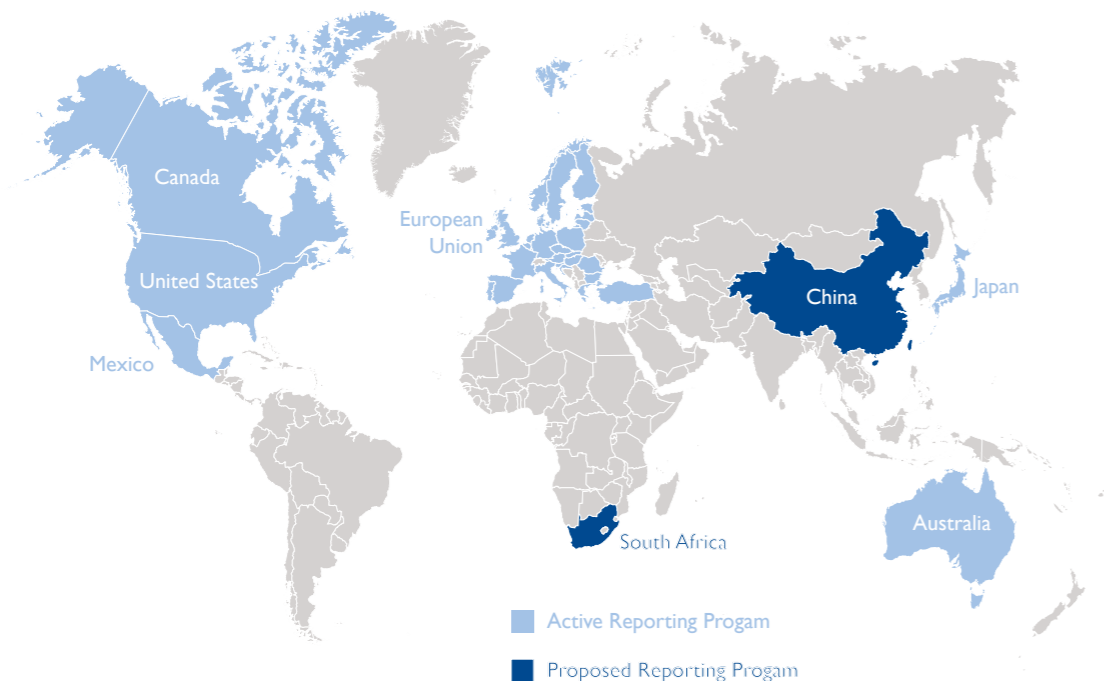 Canada
European
Union
United States
Japan
China
Mexico
Australia
South Africa
Active Reporting Progam
Proposed Reporting Progam